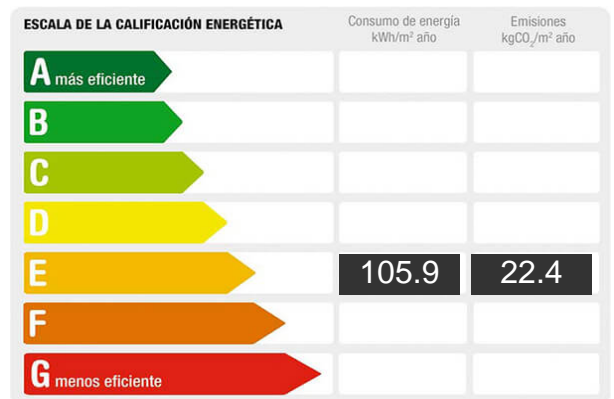 ESCALA DE LA CALIFICACIÓN ENERGÉTICA
Consumo de energía
kWh/m² año
Emisiones
kgCO₂/m² año
A más eficiente
B
C
D
E 105.9 22.4
F
G menos eficiente